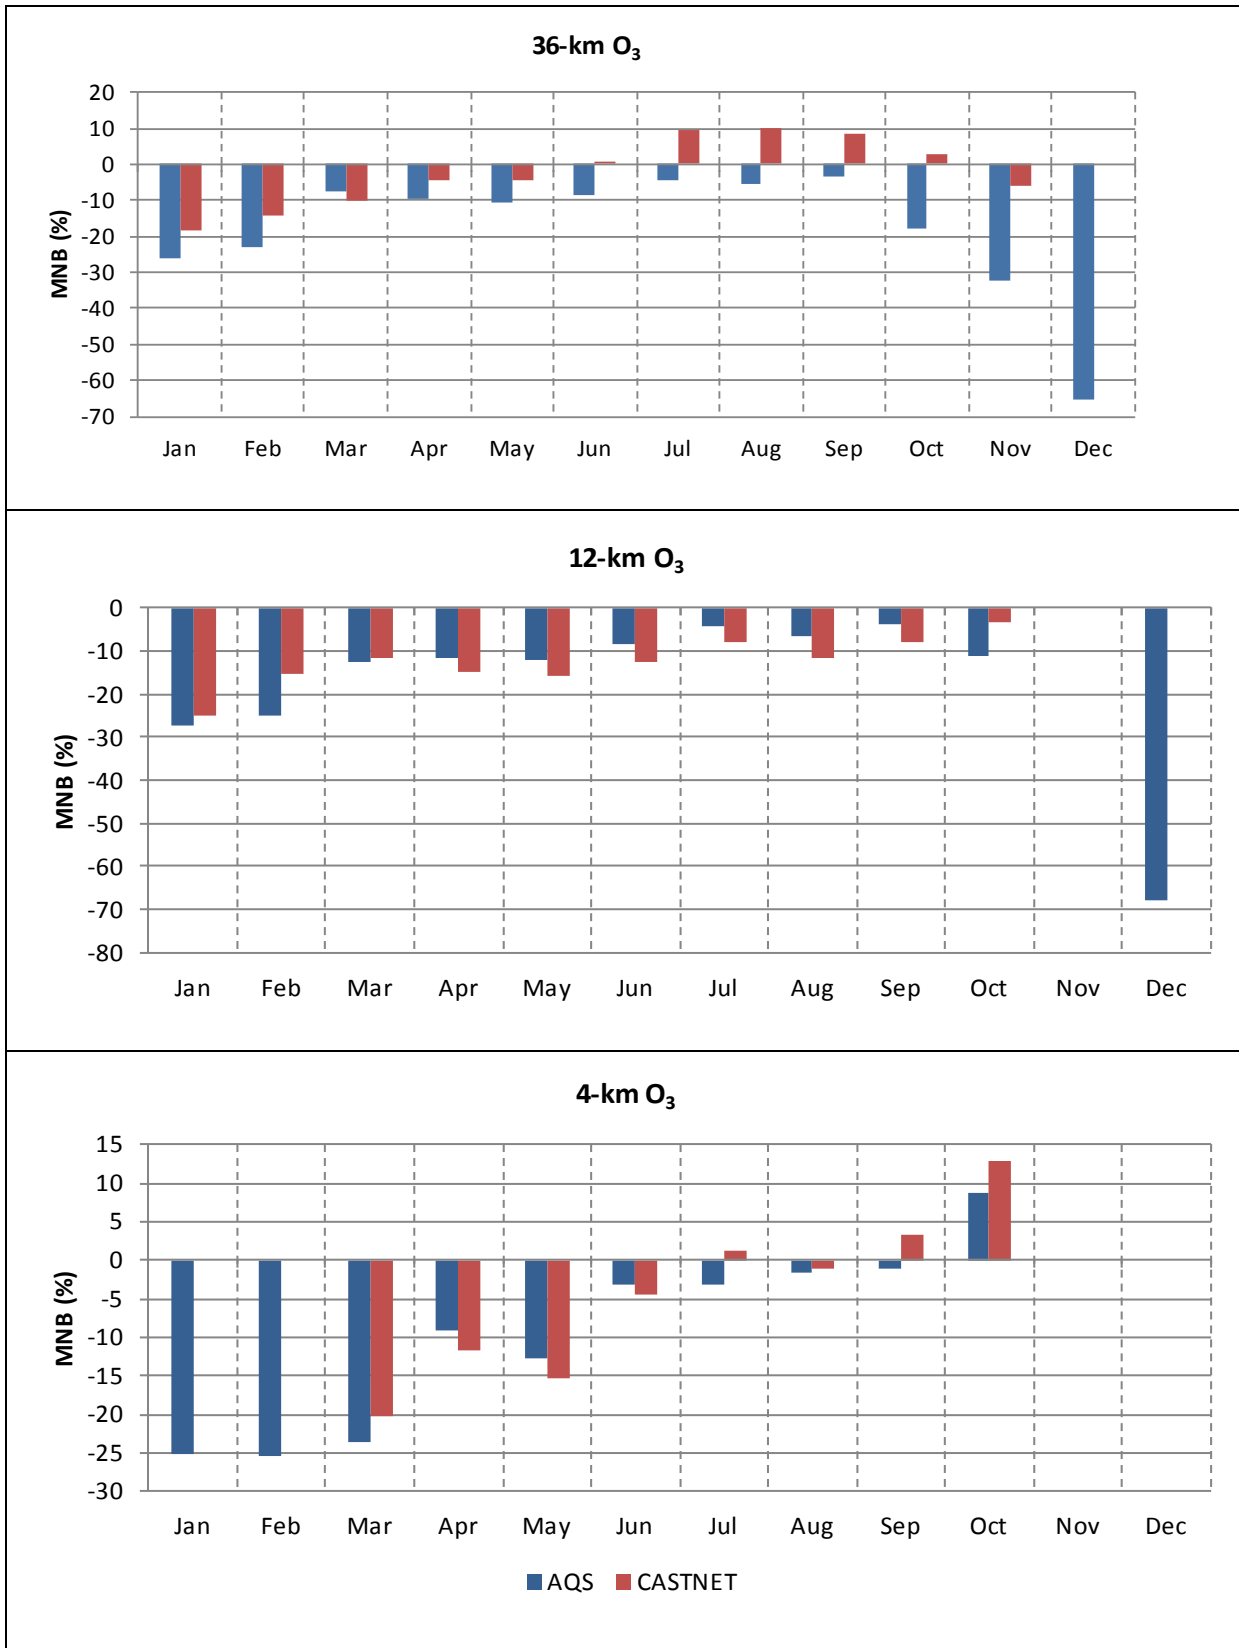 36-km O3
20
10
0
-10
-20
-30
-40
-50
-60
-70
MNB (%)
Jan Feb Mar Apr May Jun Jul Aug Sep Oct Nov Dec
12-km O3
0
-10
-20
-30
-40
-50
-60
-70
-80
MNB (%)
Jan Feb Mar Apr May Jun Jul Aug Sep Oct Nov Dec
4-km O3
15
10
5
0
-5
-10
-15
-20
-25
-30
MNB (%)
Jan Feb Mar Apr May Jun Jul Aug Sep Oct Nov Dec
AQS CASTNET